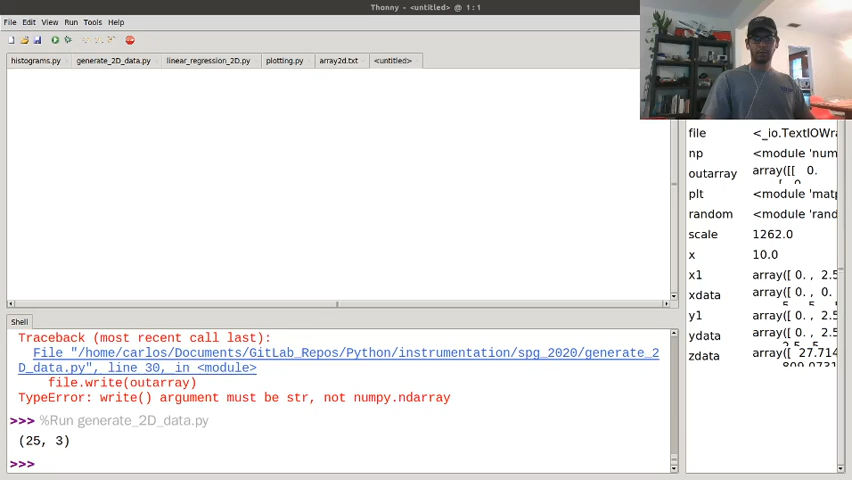 Thonny - <untitled> @ 1 : 1
File Edit View Run Tools Help
histograms.py generate_2D_data.py linear_regression_2D.py plotting.py array2d.txt <untitled>
file <_io.TextIOWra
np <module 'num
outarray array([[ 0.
plt <module 'matp
random <module 'rand
scale 1262.0
x 10.0
x1 array([ 0. , 2.5
xdata array([ 0. , 0.
y1 array([ 0. , 2.5
ydata array([ 0. , 2.5
zdata array([ 27.714
Shell
Traceback (most recent call last):
File "/home/carlos/Documents/GitLab_Repos/Python/instrumentation/spg_2020/generate_2
D_data.py", line 30, in <module>
file.write(outarray)
TypeError: write() argument must be str, not numpy.ndarray
>>> %Run generate_2D_data.py
(25, 3)
>>>